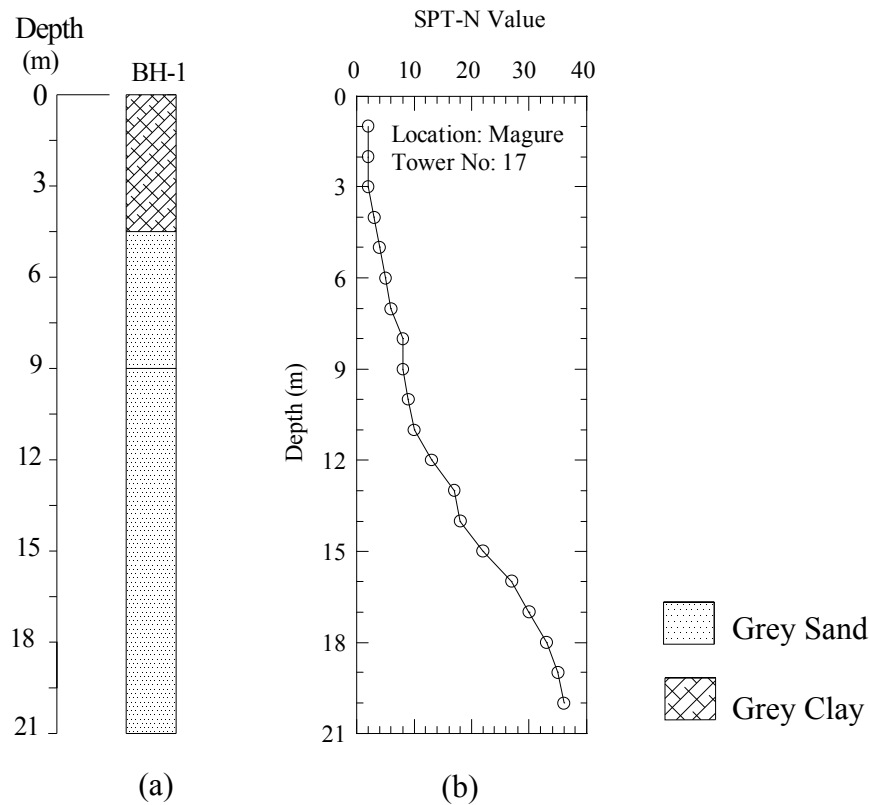 Depth
(m)
BH-1
0
3
6
9
12
15
18
21
(a)
SPT-N Value
0 10 20 30 40
Location: Magure
Tower No: 17
Depth (m)
0
3
6
9
12
15
18
21
(b)
Grey Sand
Grey Clay